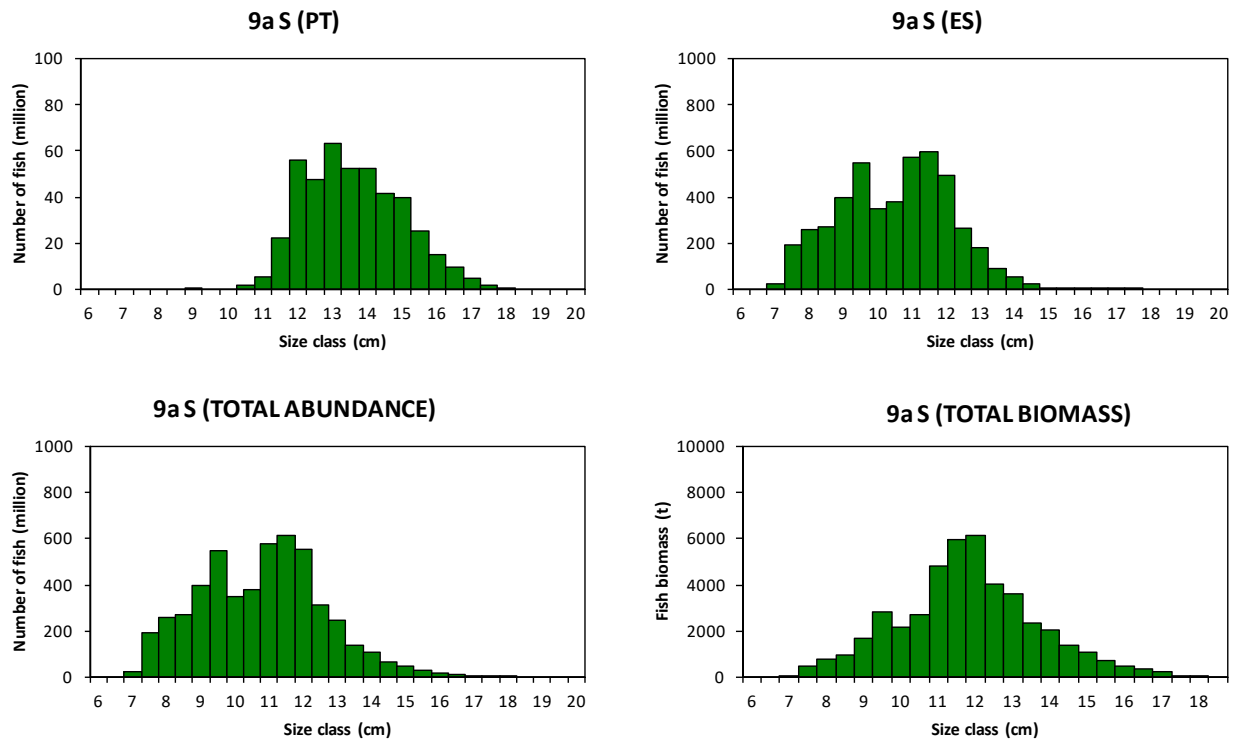 9a S (PT)
Number of fish (million)
100
80
60
40
20
0
6 7 8 9 10 11 12 13 14 15 16 17 18 19 20
Size class (cm)
9a S (ES)
Number of fish (million)
1000
800
600
400
200
0
6 7 8 9 10 11 12 13 14 15 16 17 18 19 20
Size class (cm)
9a S (TOTAL ABUNDANCE)
Number of fish (million)
1000
800
600
400
200
0
6 7 8 9 10 11 12 13 14 15 16 17 18 19 20
Size class (cm)
9a S (TOTAL BIOMASS)
Fish biomass (t)
10000
8000
6000
4000
2000
0
6 7 8 9 10 11 12 13 14 15 16 17 18
Size class (cm)